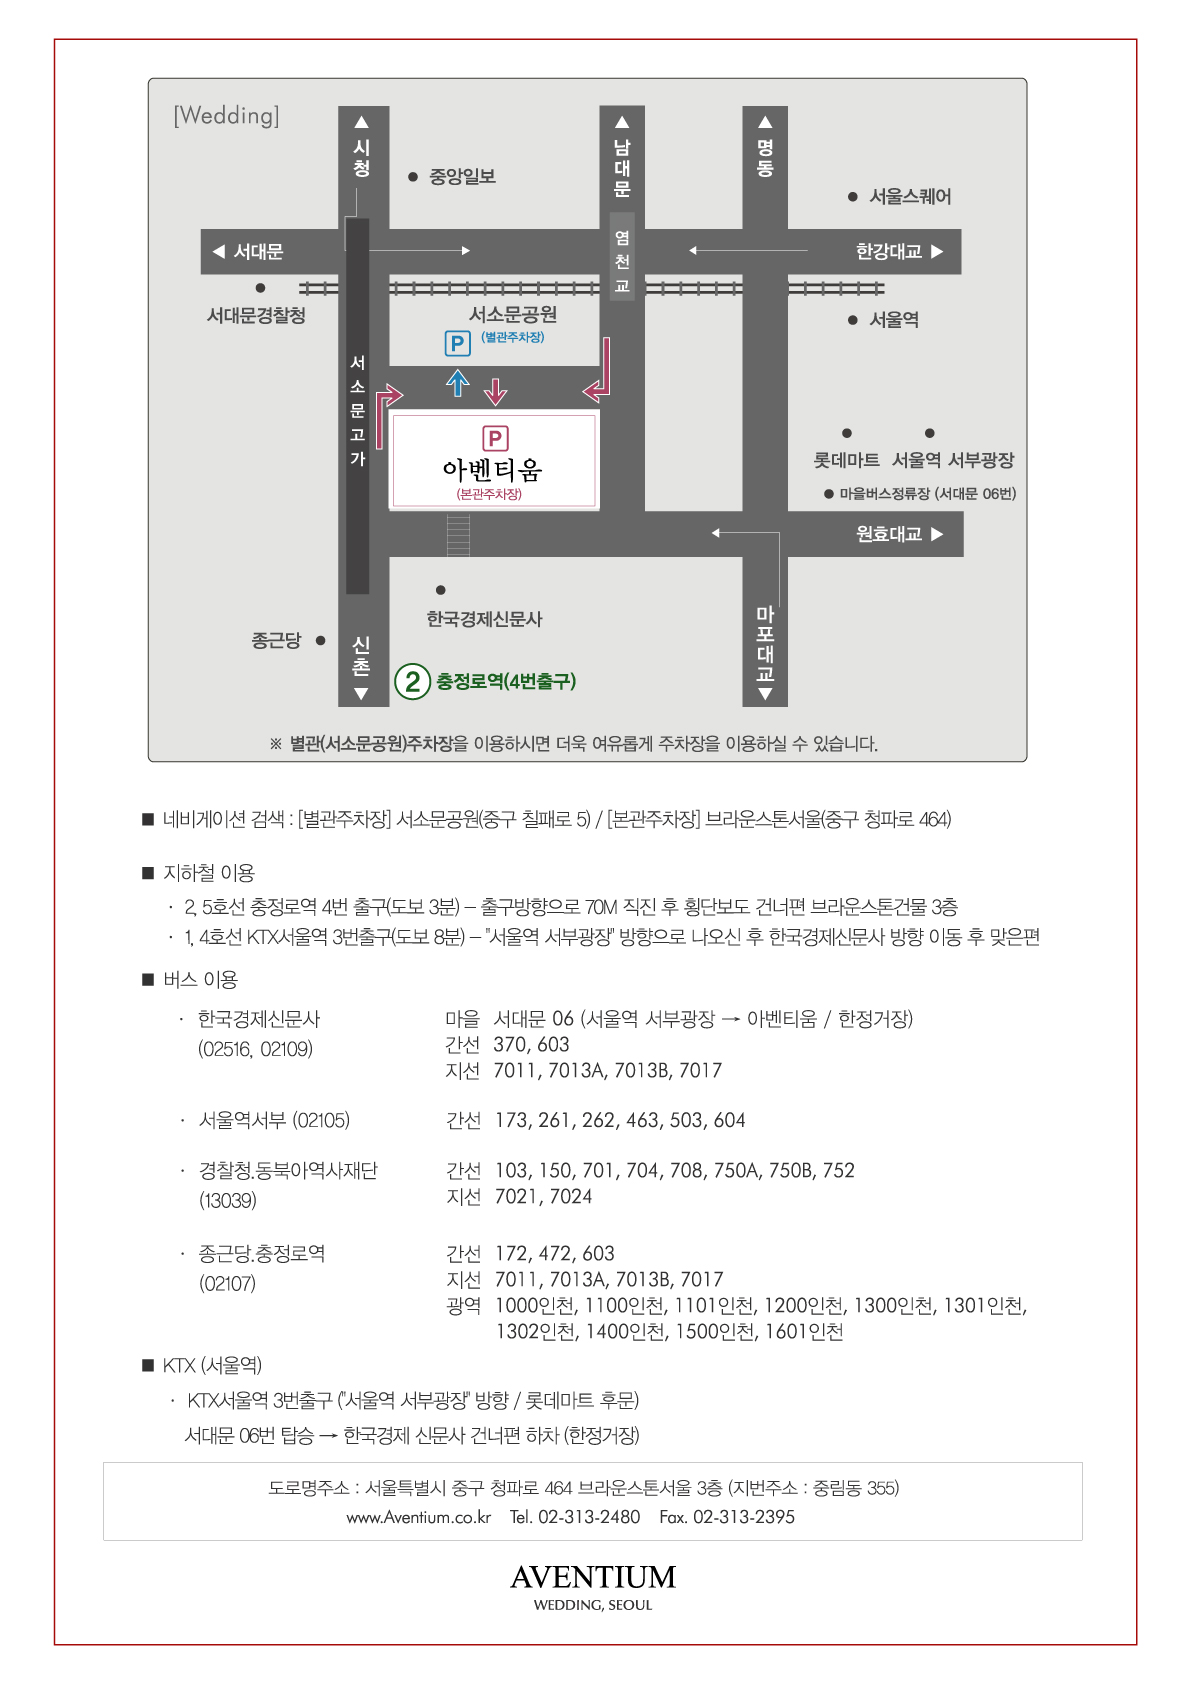 [Wedding]
▲ 시청
▲ 남대문
▲ 명동
● 중앙일보
● 서울스퀘어
◀ 서대문
염천교
한강대교 ▶
서대문경찰청
서소문공원
P (별관주차장)
● 서울역
서소문고가
P
아벤티움
(본관주차장)
롯데마트 서울역 서부광장
● 마을버스정류장 (서대문 06번)
원효대교 ▶
한국경제신문사
종근당 ●
신촌 ▼
마포대교 ▼
2 충정로역(4번출구)
※ 별관(서소문공원)주차장을 이용하시면 더욱 여유롭게 주차장을 이용하실 수 있습니다.
■ 네비게이션 검색 : [별관주차장] 서소문공원(중구 칠패로 5) / [본관주차장] 브라운스톤서울(중구 청파로 464)
■ 지하철 이용
· 2, 5호선 충정로역 4번 출구(도보 3분) – 출구방향으로 70M 직진 후 횡단보도 건너편 브라운스톤건물 3층
· 1, 4호선 KTX서울역 3번출구(도보 8분) – "서울역 서부광장" 방향으로 나오신 후 한국경제신문사 방향 이동 후 맞은편
■ 버스 이용
· 한국경제신문사 마을 서대문 06 (서울역 서부광장 → 아벤티움 / 한정거장)
(02516, 02109) 간선 370, 603
지선 7011, 7013A, 7013B, 7017
· 서울역서부 (02105) 간선 173, 261, 262, 463, 503, 604
· 경찰청.동북아역사재단 간선 103, 150, 701, 704, 708, 750A, 750B, 752
(13039) 지선 7021, 7024
· 종근당.충정로역 간선 172, 472, 603
(02107) 지선 7011, 7013A, 7013B, 7017
광역 1000인천, 1100인천, 1101인천, 1200인천, 1300인천, 1301인천,
1302인천, 1400인천, 1500인천, 1601인천
■ KTX (서울역)
· KTX서울역 3번출구 ("서울역 서부광장" 방향 / 롯데마트 후문)
서대문 06번 탑승 → 한국경제 신문사 건너편 하차 (한정거장)
도로명주소 : 서울특별시 중구 청파로 464 브라운스톤서울 3층 (지번주소 : 중림동 355)
www.Aventium.co.kr Tel. 02-313-2480 Fax. 02-313-2395
AVENTIUM
WEDDING, SEOUL